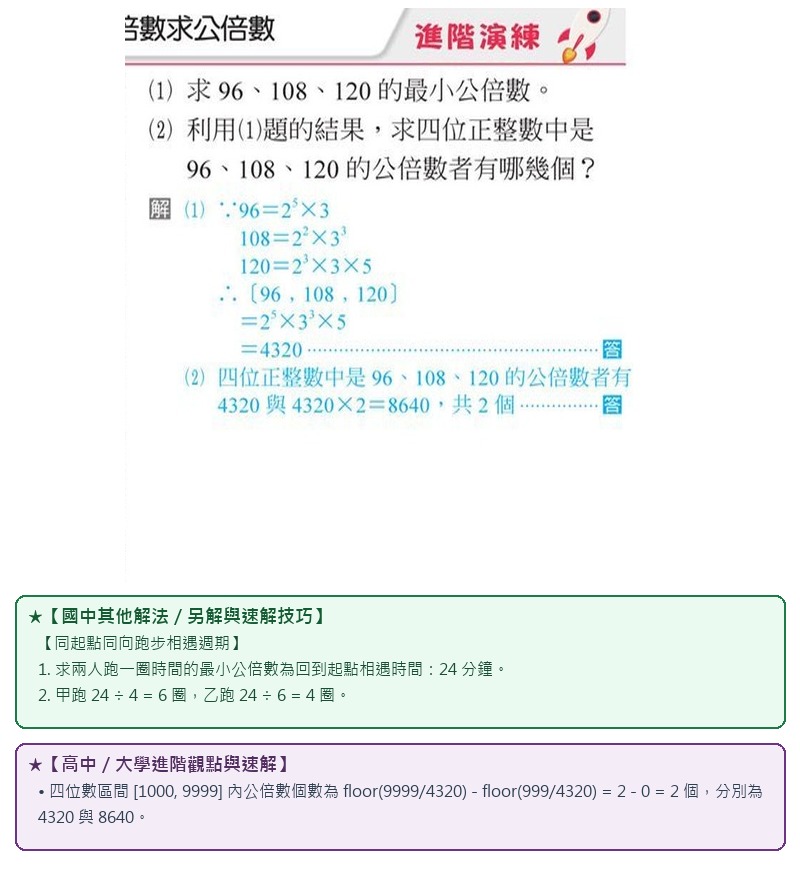 倍數求公倍數
進階演練
⑴ 求 96、108、120 的最小公倍數。
⑵ 利用⑴題的結果，求四位正整數中是
96、108、120 的公倍數者有哪幾個？
解 ⑴ ∵96＝2⁵×3
108＝2²×3³
120＝2³×3×5
∴〔96，108，120〕
＝2⁵×3³×5
＝4320 ………………………………………… 答
⑵ 四位正整數中是 96、108、120 的公倍數者有
4320 與 4320×2＝8640，共 2 個 ………… 答
★【國中其他解法 / 另解與速解技巧】
【同起點同向跑步相遇週期】
1. 求兩人跑一圈時間的最小公倍數為回到起點相遇時間：24 分鐘。
2. 甲跑 24 ÷ 4 = 6 圈，乙跑 24 ÷ 6 = 4 圈。
★【高中 / 大學進階觀點與速解】
• 四位數區間 [1000, 9999] 內公倍數個數為 floor(9999/4320) - floor(999/4320) = 2 - 0 = 2 個，分別為
4320 與 8640。